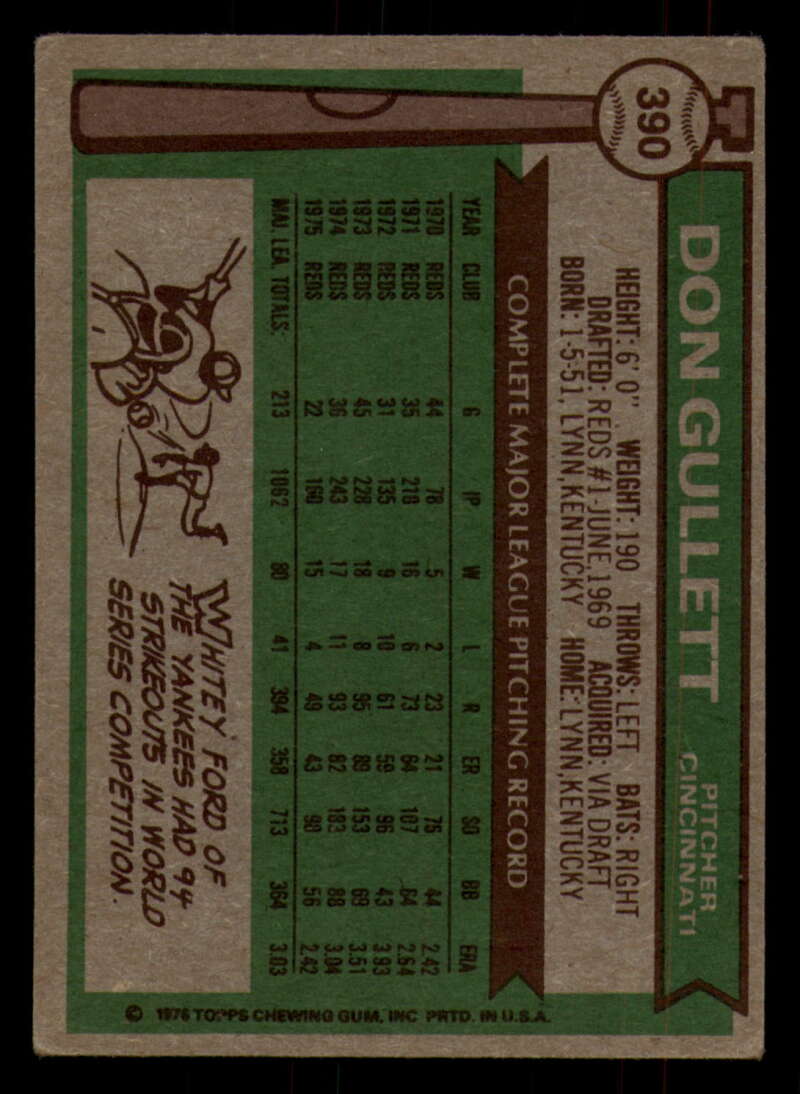 390
DON GULLETT
PITCHER
CINCINNATI
HEIGHT: 6' 0" WEIGHT: 190 THROWS: LEFT BATS: RIGHT
DRAFTED: REDS #1-JUNE, 1969 ACQUIRED: VIA DRAFT
BORN: 1-5-51, LYNN, KENTUCKY HOME: LYNN, KENTUCKY
COMPLETE MAJOR LEAGUE PITCHING RECORD
YEAR CLUB G IP W L R ER SO BB ERA
1970 REDS 44 78 5 2 23 21 75 44 2.42
1971 REDS 35 218 16 6 73 64 107 64 2.64
1972 REDS 31 135 9 10 61 59 96 43 3.93
1973 REDS 45 228 18 8 95 89 153 69 3.51
1974 REDS 36 243 17 11 93 82 183 88 3.04
1975 REDS 22 160 15 4 49 43 90 56 2.42
MAJ. LEA. TOTALS: 213 1062 80 41 394 358 713 364 3.03
WHITEY FORD OF
THE YANKEES HAD 94
STRIKEOUTS IN WORLD
SERIES COMPETITION.
© 1976 TOPPS CHEWING GUM, INC PRTD. IN U.S.A.